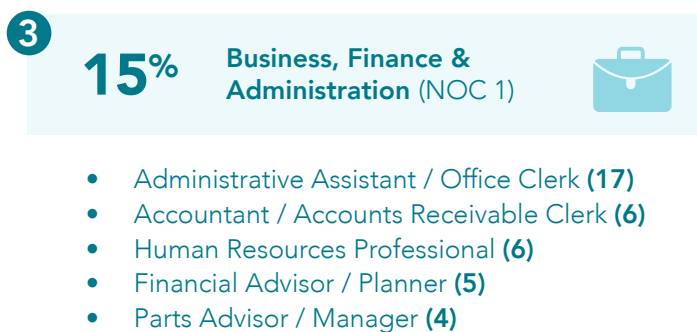 3
15% Business, Finance &
Administration (NOC 1)
• Administrative Assistant / Office Clerk (17)
• Accountant / Accounts Receivable Clerk (6)
• Human Resources Professional (6)
• Financial Advisor / Planner (5)
• Parts Advisor / Manager (4)